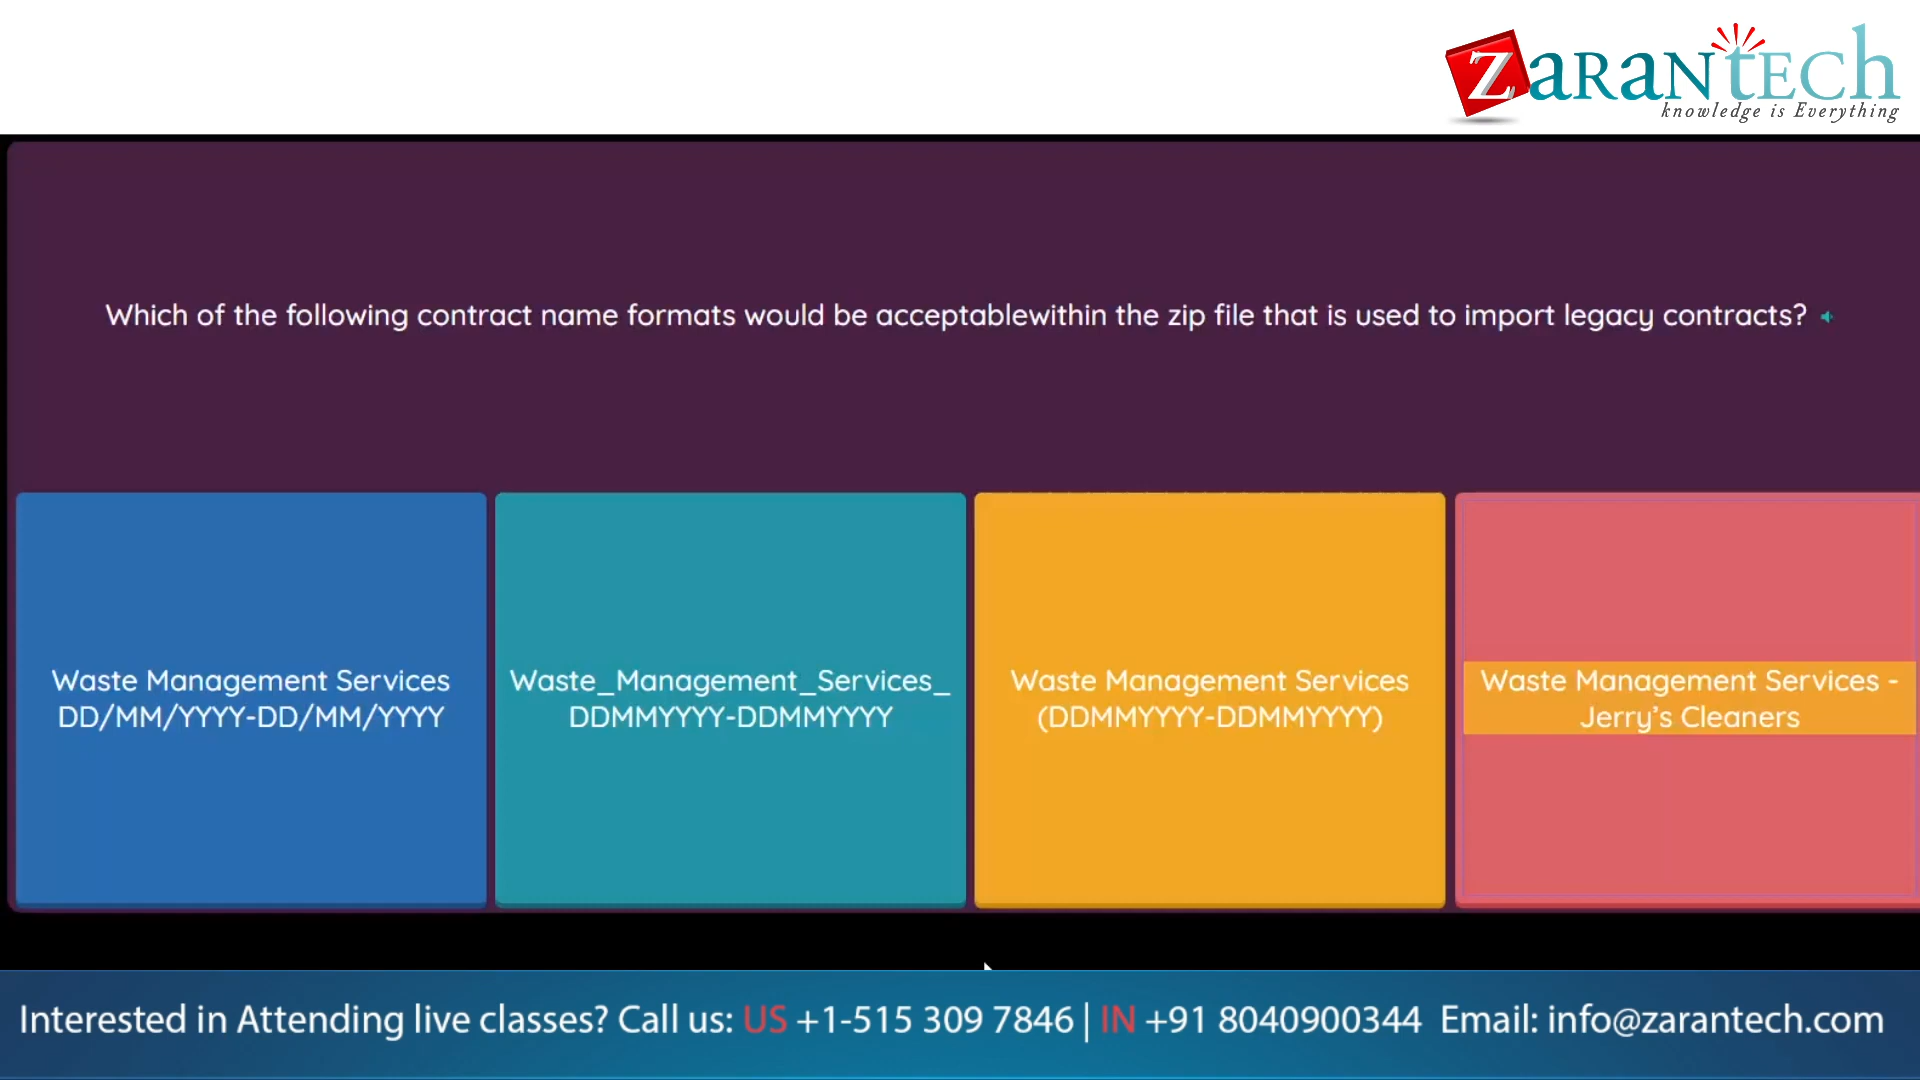 ZaranTech
knowledge is Everything
Which of the following contract name formats would be acceptablewithin the zip file that is used to import legacy contracts?
Waste Management Services
DD/MM/YYYY-DD/MM/YYYY
Waste_Management_Services_
DDMMYYYY-DDMMYYYY
Waste Management Services
(DDMMYYYY-DDMMYYYY)
Waste Management Services -
Jerry's Cleaners
Interested in Attending live classes? Call us: US +1-515 309 7846 | IN +91 8040900344 Email: info@zarantech.com